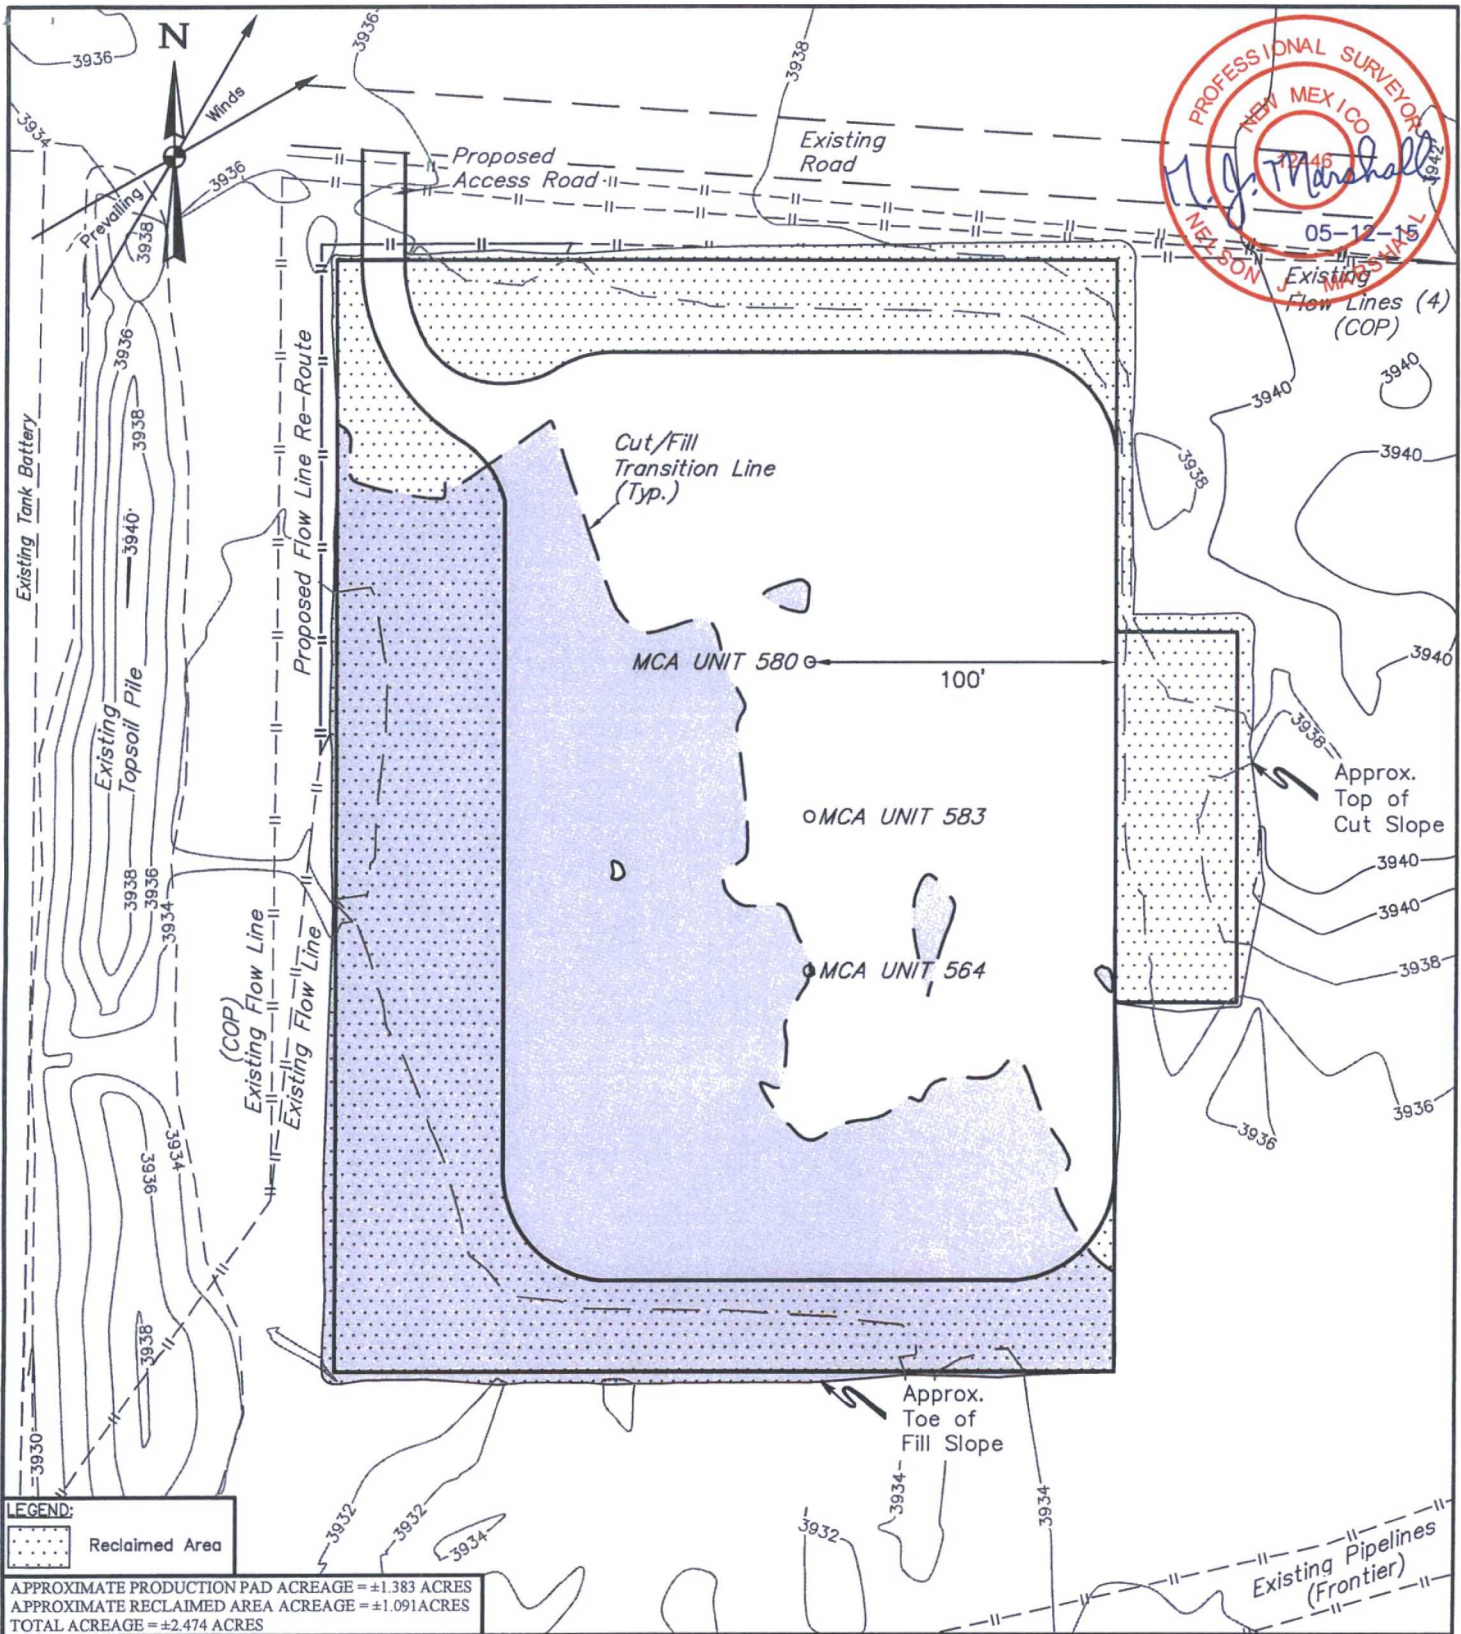 3936
3938
3936
N
Winds
Prevailing
3934
3936
3938
PROFESSIONAL SURVEYOR
NEW MEXICO
12446
N. J. Marshall
05-12-15
NELSON J. MARSHALL
3942
Proposed
Access Road
Existing
Road
Existing
Flow Lines (4)
(COP)
3936
3938
3940
Existing Tank Battery
Existing
Topsoil Pile
3938
3936
3934
Proposed Flow Line Re-Route
Cut/Fill
Transition Line
(Typ.)
3940
3940
3940
3938
3940
3938
MCA UNIT 580
100'
MCA UNIT 583
MCA UNIT 564
Approx.
Top of
Cut Slope
3940
3940
3938
3936
3936
(COP)
Existing Flow Line
Existing Flow Line
3934
3936
3938
3930
Approx.
Toe of
Fill Slope
3934
3934
3932
3932
3934
3932
Existing Pipelines
(Frontier)
LEGEND:
Reclaimed Area
APPROXIMATE PRODUCTION PAD ACREAGE = ±1.383 ACRES
APPROXIMATE RECLAIMED AREA ACREAGE = ±1.091ACRES
TOTAL ACREAGE = ±2.474 ACRES